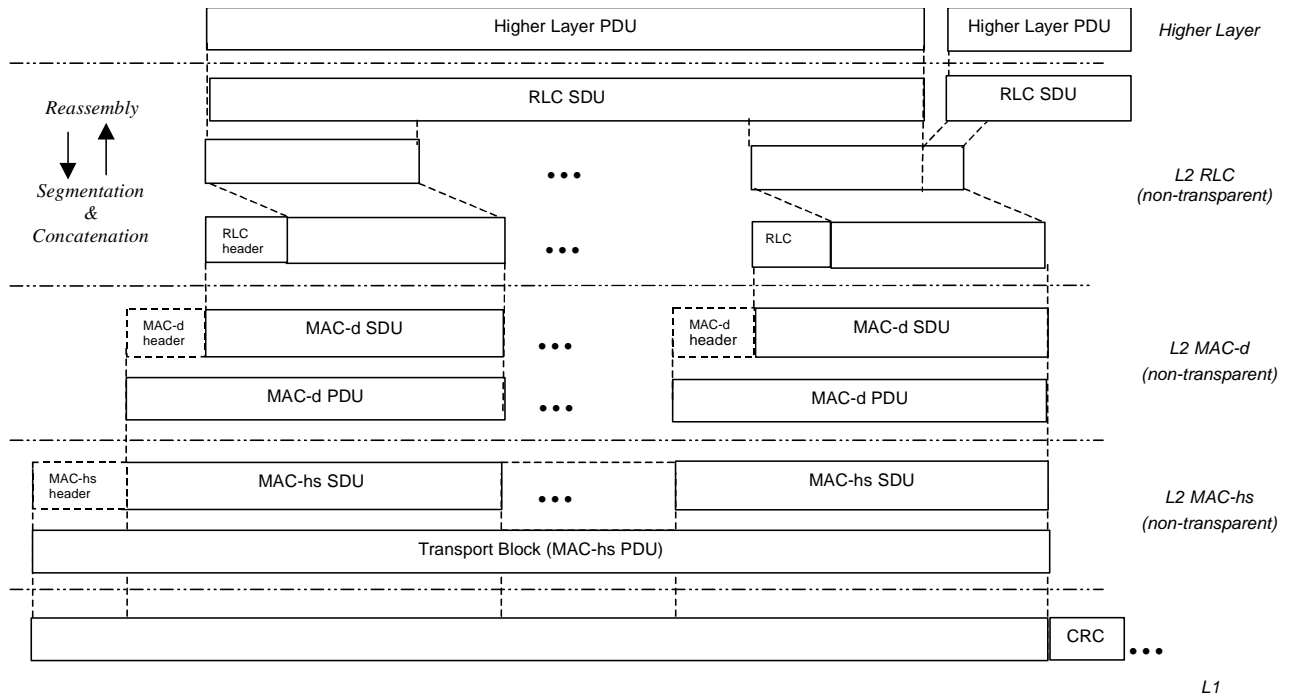 Higher Layer PDU
Higher Layer PDU
Higher Layer
RLC SDU
RLC SDU
Reassembly
Segmentation
&
Concatenation
•••
•••
L2 RLC
(non-transparent)
RLC
header
•••
RLC
MAC-d
header
MAC-d SDU
•••
MAC-d
header
MAC-d SDU
L2 MAC-d
(non-transparent)
MAC-d PDU
•••
MAC-d PDU
MAC-hs
header
MAC-hs SDU
•••
MAC-hs SDU
L2 MAC-hs
(non-transparent)
Transport Block (MAC-hs PDU)
CRC
•••
L1